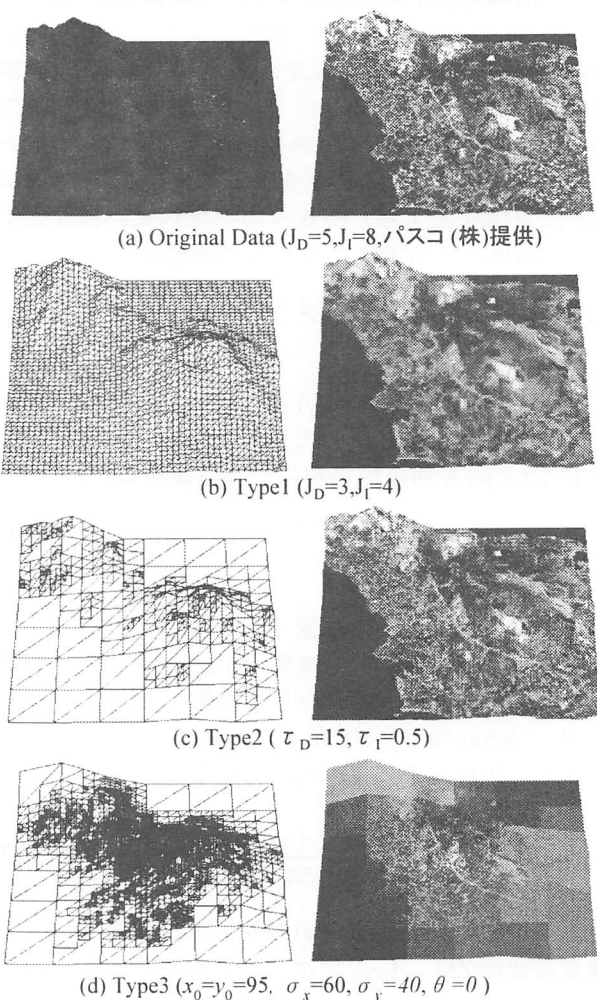 (a) Original Data (J_D=5,J_I=8,パスコ (株)提供)
(b) Type1 (J_D=3,J_I=4)
(c) Type2 ( τ_D=15, τ_I=0.5)
(d) Type3 (x_0=y_0=95, σ_x=60, σ_y=40, θ=0 )